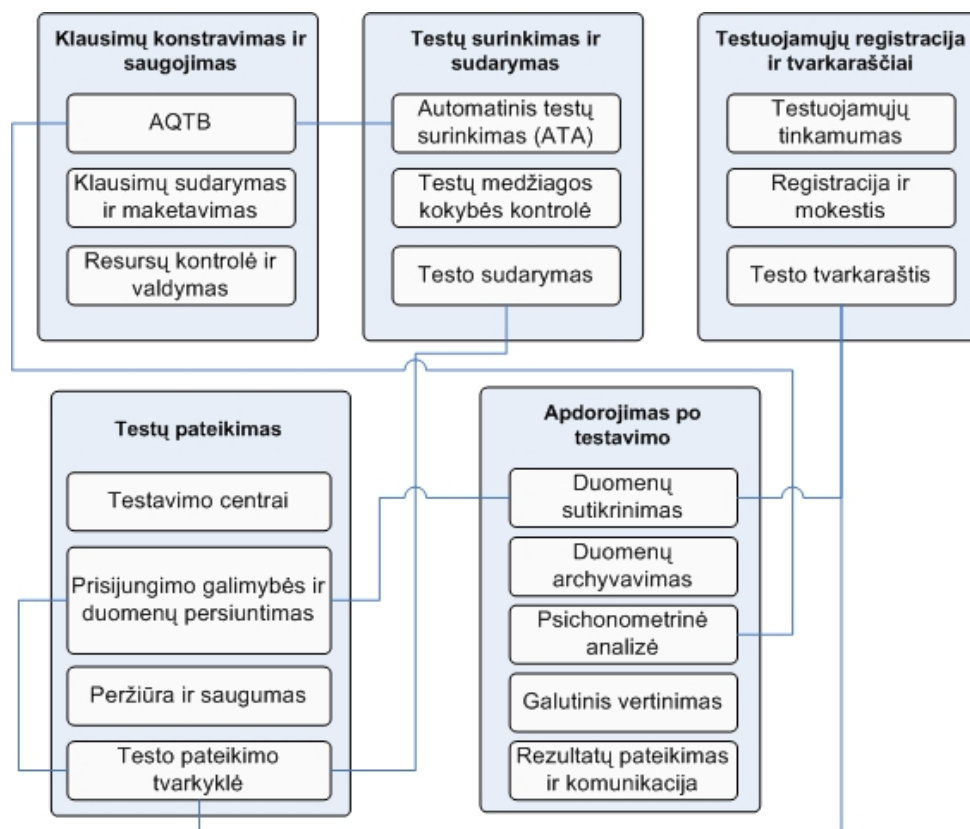 Klausimų konstravimas ir
saugojimas
AQTB
Klausimų sudarymas
ir maketavimas
Resursų kontrolė ir
valdymas
Testų surinkimas ir
sudarymas
Automatinis testų
surinkimas (ATA)
Testų medžiagos
kokybės kontrolė
Testo sudarymas
Testuojamųjų registracija
ir tvarkaraščiai
Testuojamųjų
tinkamumas
Registracija ir
mokestis
Testo tvarkaraštis
Testų pateikimas
Testavimo centrai
Prisijungimo galimybės ir
duomenų persiuntimas
Peržiūra ir saugumas
Testo pateikimo
tvarkyklė
Apdorojimas po
testavimo
Duomenų
sutikrinimas
Duomenų
archyvavimas
Psichonometrinė
analizė
Galutinis vertinimas
Rezultatų pateikimas
ir komunikacija